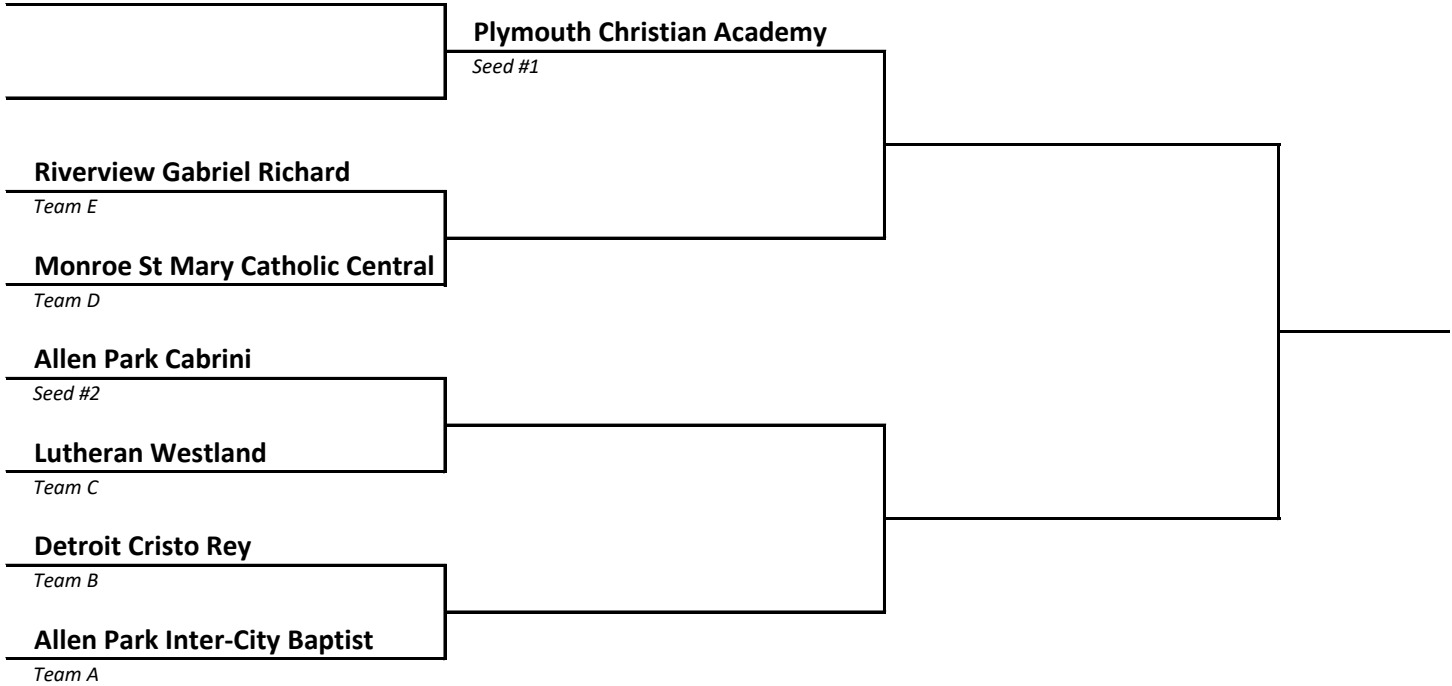 Plymouth Christian Academy
Seed #1
Riverview Gabriel Richard
Team E
Monroe St Mary Catholic Central
Team D
Allen Park Cabrini
Seed #2
Lutheran Westland
Team C
Detroit Cristo Rey
Team B
Allen Park Inter-City Baptist
Team A